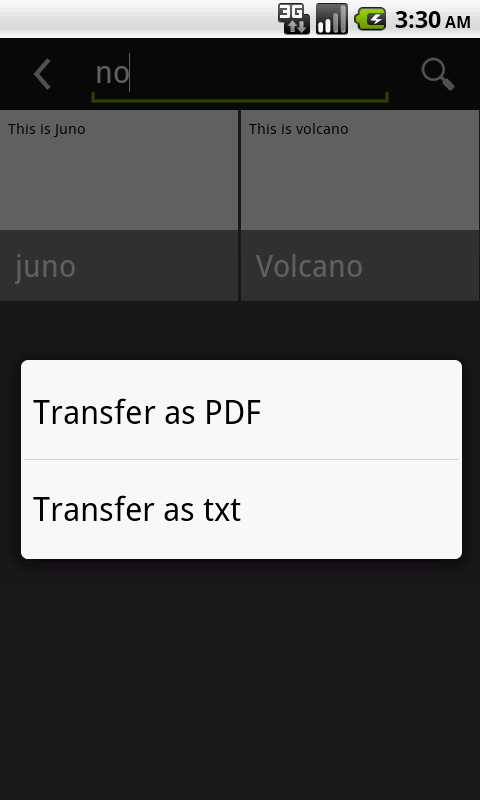 3G 3:30 AM
no
This is Juno
This is volcano
juno
Volcano
Transfer as PDF
Transfer as txt